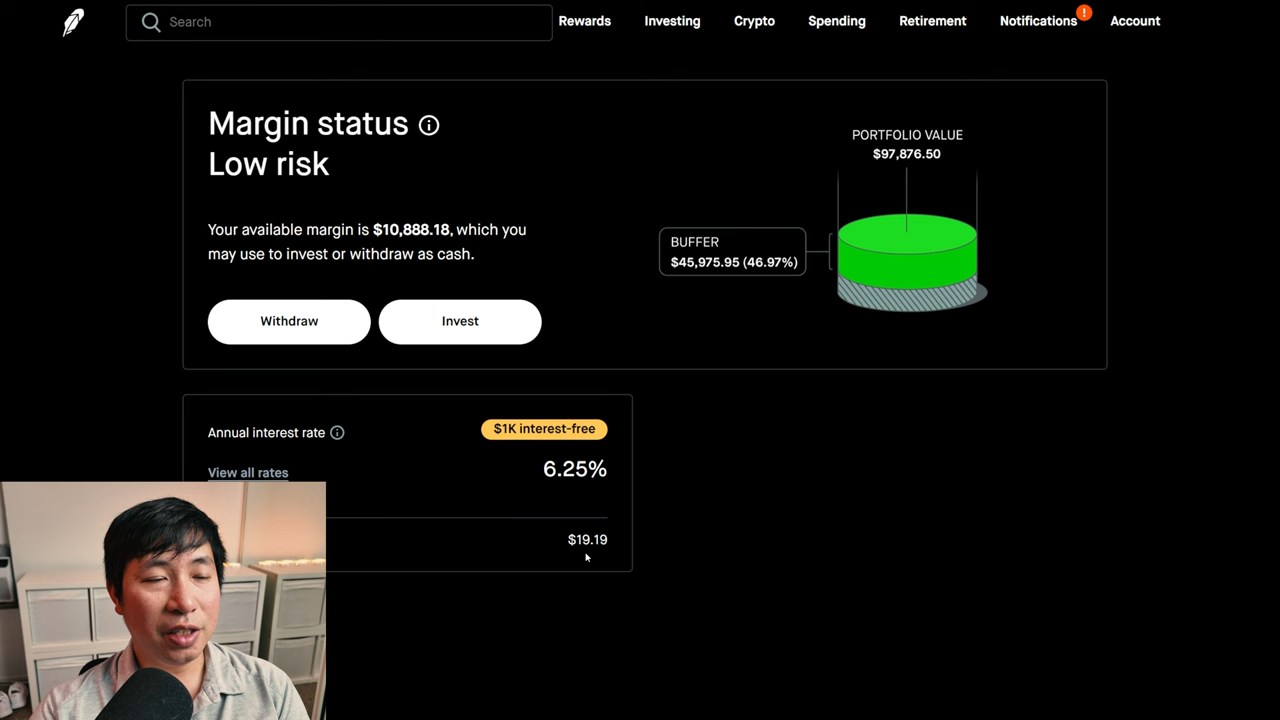 Search
Rewards
Investing
Crypto
Spending
Retirement
Notifications
!
Account
Margin status
Low risk
Your available margin is $10,888.18, which you
may use to invest or withdraw as cash.
Withdraw
Invest
PORTFOLIO VALUE
$97,876.50
BUFFER
$45,975.95 (46.97%)
Annual interest rate
$1K interest-free
View all rates
6.25%
$19.19